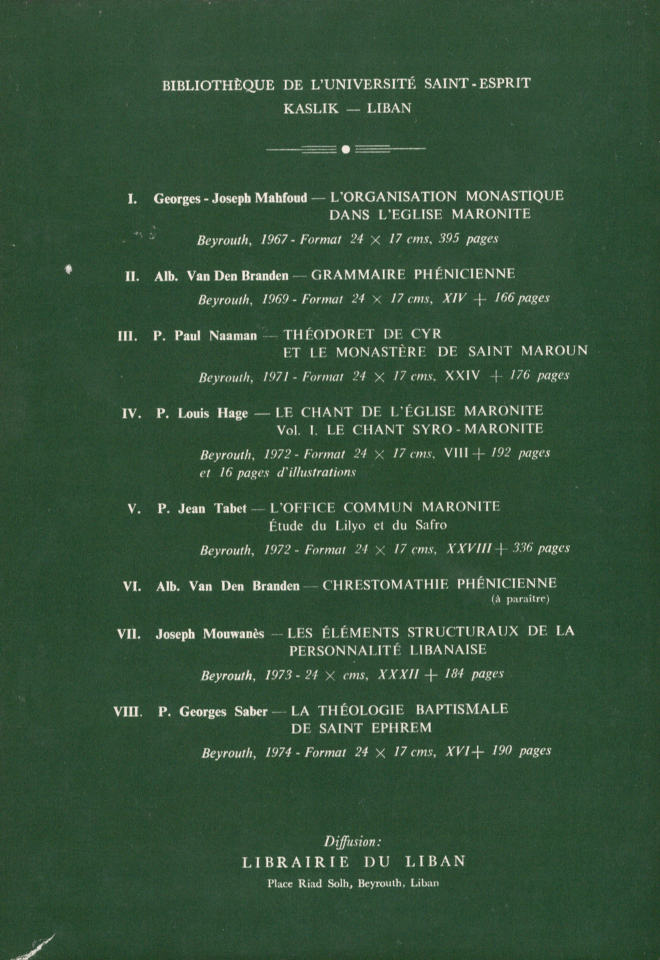 BIBLIOTHÈQUE DE L'UNIVERSITÉ SAINT-ESPRIT
KASLIK — LIBAN
I. Georges-Joseph Mahfoud — L'ORGANISATION MONASTIQUE
DANS L'EGLISE MARONITE
Beyrouth, 1967 - Format 24 × 17 cms, 395 pages
II. Alb. Van Den Branden — GRAMMAIRE PHÉNICIENNE
Beyrouth, 1969 - Format 24 × 17 cms, XIV + 166 pages
III. P. Paul Naaman — THÉODORET DE CYR
ET LE MONASTÈRE DE SAINT MAROUN
Beyrouth, 1971 - Format 24 × 17 cms, XXIV + 176 pages
IV. P. Louis Hage — LE CHANT DE L'ÉGLISE MARONITE
Vol. I. LE CHANT SYRO-MARONITE
Beyrouth, 1972 - Format 24 × 17 cms, VIII + 192 pages
et 16 pages d'illustrations
V. P. Jean Tabet — L'OFFICE COMMUN MARONITE
Étude du Lilyo et du Safro
Beyrouth, 1972 - Format 24 × 17 cms, XXVIII + 336 pages
VI. Alb. Van Den Branden — CHRESTOMATHIE PHÉNICIENNE
(à paraître)
VII. Joseph Mouwanès — LES ÉLÉMENTS STRUCTURAUX DE LA
PERSONNALITÉ LIBANAISE
Beyrouth, 1973 - 24 × cms, XXXII + 184 pages
VIII. P. Georges Saber — LA THÉOLOGIE BAPTISMALE
DE SAINT EPHREM
Beyrouth, 1974 - Format 24 × 17 cms, XVI + 190 pages
Diffusion:
LIBRAIRIE DU LIBAN
Place Riad Solh, Beyrouth, Liban